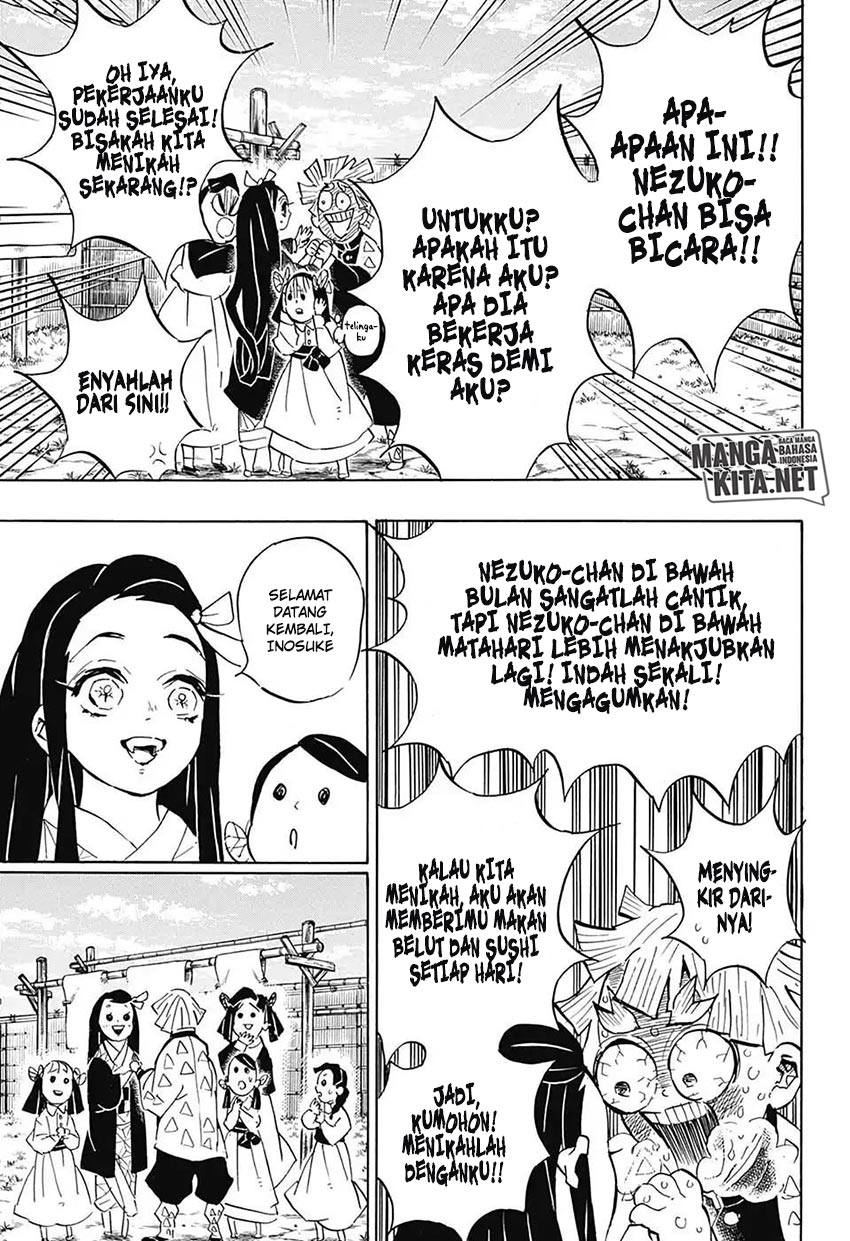 APA-
APAAN INI!!
NEZUKO-
CHAN BISA
BICARA!!
UNTUKKU?
APAKAH ITU
KARENA AKU?
APA DIA
BEKERJA
KERAS DEMI
AKU?
OH IYA,
PEKERJAANKU
SUDAH SELESAI!
BISAKAH KITA
MENIKAH
SEKARANG!?
telinga-
ku
ENYAHLAH
DARI SINI!!
MANGA
KITA.NET
BACA MANGA
BAHASA
INDONESIA
NEZUKO-CHAN DI BAWAH
BULAN SANGATLAH CANTIK,
TAPI NEZUKO-CHAN DI BAWAH
MATAHARI LEBIH MENAKJUBKAN
LAGI! INDAH SEKALI!
MENGAGUMKAN!
MENYING-
KIR DARI-
NYA!
KALAU KITA
MENIKAH, AKU AKAN
MEMBERIMU MAKAN
BELUT DAN SUSHI
SETIAP HARI!
JADI,
KUMOHON!
MENIKAHLAH
DENGANKU!!
SELAMAT
DATANG
KEMBALI,
INOSUKE